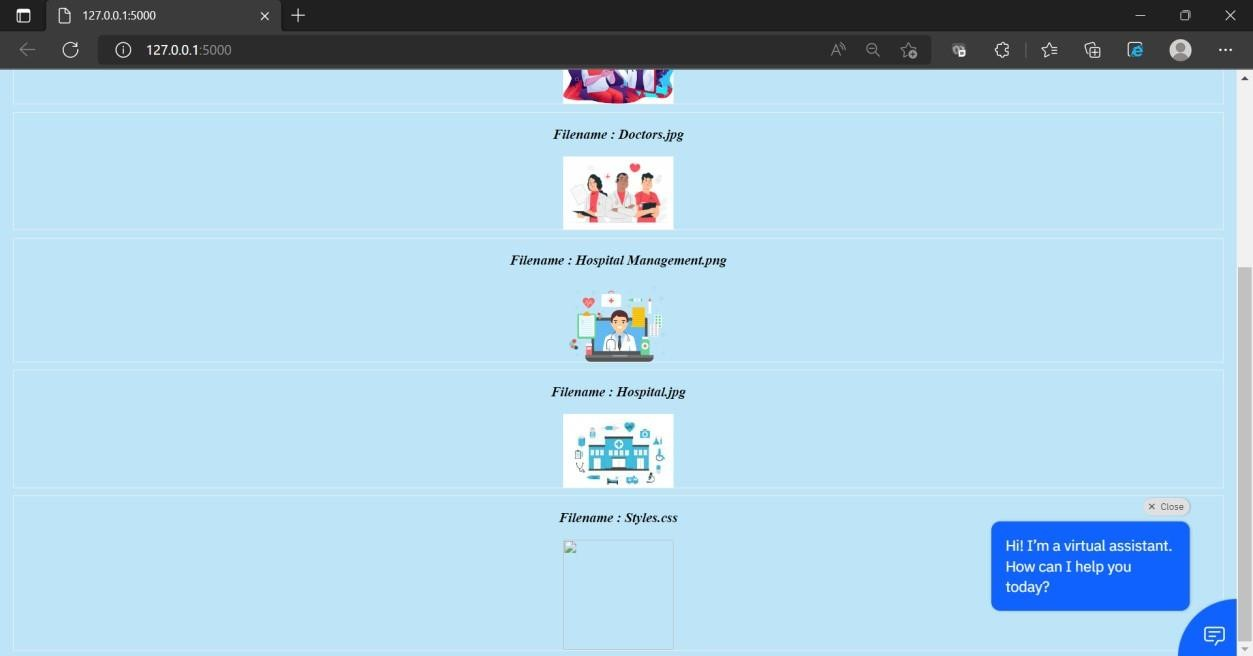 127.0.0.1:5000
127.0.0.1:5000
Filename : Doctors.jpg
Filename : Hospital Management.png
Filename : Hospital.jpg
Filename : Styles.css
Close
Hi! I'm a virtual assistant.
How can I help you
today?